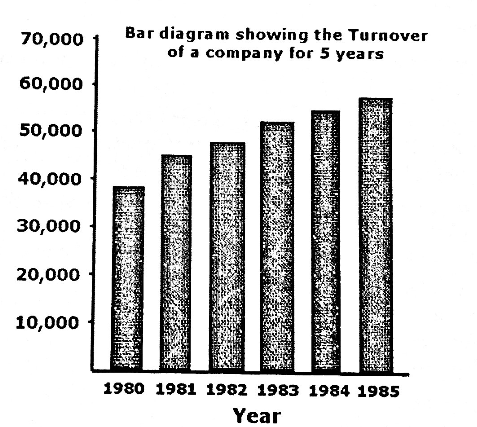 Bar diagram showing the Turnover
of a company for 5 years
70,000
60,000
50,000
40,000
30,000
20,000
10,000
1980 1981 1982 1983 1984 1985
Year